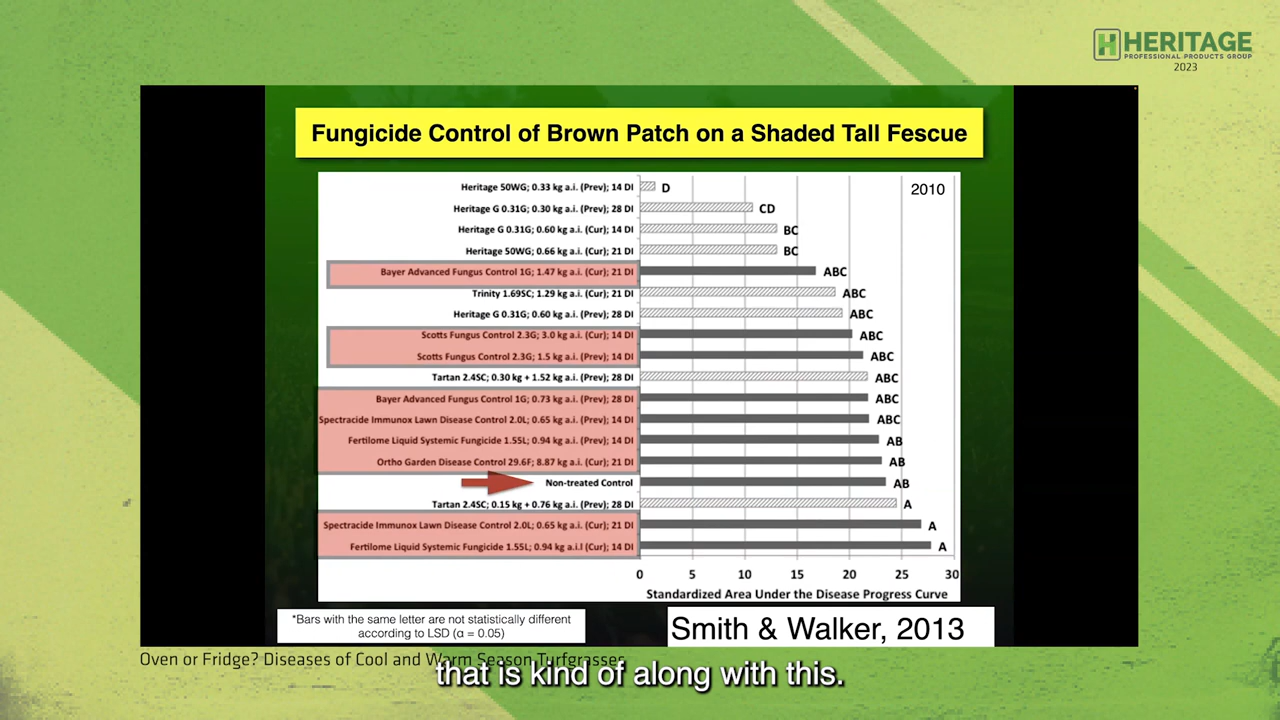 HERITAGE
PROFESSIONAL PRODUCTS GROUP
2023
Fungicide Control of Brown Patch on a Shaded Tall Fescue
2010
Heritage 50WG; 0.33 kg a.i. (Prev); 14 DI D
Heritage G 0.31G; 0.30 kg a.i. (Prev); 28 DI CD
Heritage G 0.31G; 0.60 kg a.i. (Cur); 14 DI BC
Heritage 50WG; 0.66 kg a.i. (Cur); 21 DI BC
Bayer Advanced Fungus Control 1G; 1.47 kg a.i. (Cur); 21 DI ABC
Trinity 1.69SC; 1.29 kg a.i. (Cur); 21 DI ABC
Heritage G 0.31G; 0.60 kg a.i. (Prev); 28 DI ABC
Scotts Fungus Control 2.3G; 3.0 kg a.i. (Cur); 14 DI ABC
Scotts Fungus Control 2.3G; 1.5 kg a.i. (Prev); 14 DI ABC
Tartan 2.4SC; 0.30 kg + 1.52 kg a.i. (Prev); 28 DI ABC
Bayer Advanced Fungus Control 1G; 0.73 kg a.i. (Prev); 28 DI ABC
Spectracide Immunox Lawn Disease Control 2.0L; 0.65 kg a.i. (Prev); 14 DI ABC
Fertilome Liquid Systemic Fungicide 1.55L; 0.94 kg a.i. (Prev); 14 DI AB
Ortho Garden Disease Control 29.6F; 8.87 kg a.i. (Cur); 21 DI AB
Non-treated Control AB
Tartan 2.4SC; 0.15 kg + 0.76 kg a.i. (Prev); 28 DI A
Spectracide Immunox Lawn Disease Control 2.0L; 0.65 kg a.i. (Cur); 21 DI A
Fertilome Liquid Systemic Fungicide 1.55L; 0.94 kg a.i.l (Cur); 14 DI A
0 5 10 15 20 25 30
Standardized Area Under the Disease Progress Curve
*Bars with the same letter are not statistically different
according to LSD (α = 0.05)
Smith & Walker, 2013
Oven or Fridge? Diseases of Cool and Warm Season Turfgrasses
that is kind of along with this.